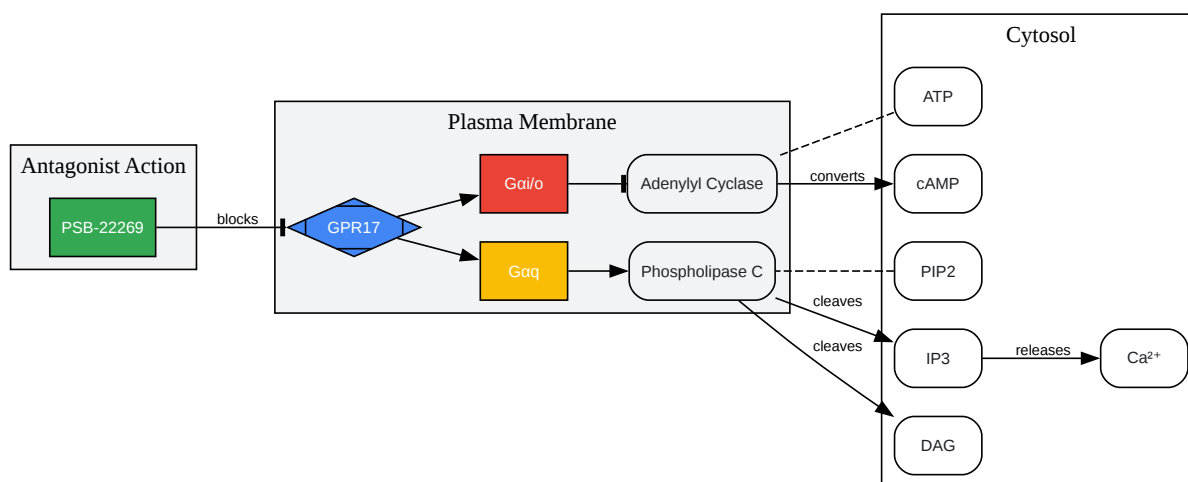 Antagonist Action
PSB-22269
blocks
Plasma Membrane
GPR17
Gαi/o
Gαq
Adenylyl Cyclase
Phospholipase C
converts
cleaves
cleaves
Cytosol
ATP
cAMP
PIP2
IP3
releases
Ca²⁺
DAG